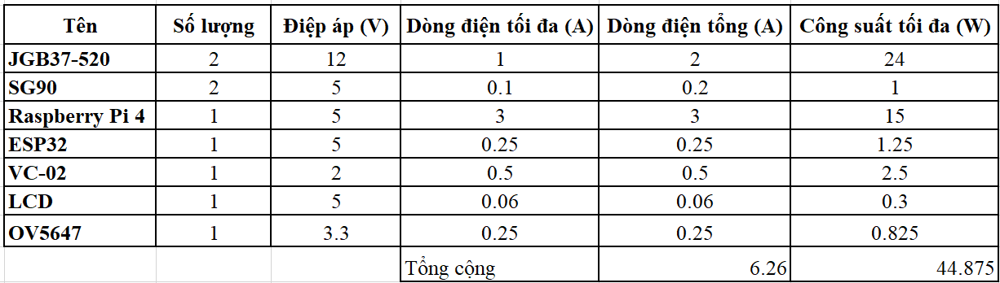 Tên Số lượng Điệp áp (V) Dòng điện tối đa (A) Dòng điện tổng (A) Công suất tối đa (W)
JGB37-520 2 12 1 2 24
SG90 2 5 0.1 0.2 1
Raspberry Pi 4 1 5 3 3 15
ESP32 1 5 0.25 0.25 1.25
VC-02 1 2 0.5 0.5 2.5
LCD 1 5 0.06 0.06 0.3
OV5647 1 3.3 0.25 0.25 0.825
Tổng cộng 6.26 44.875